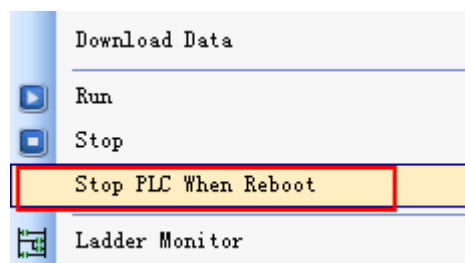 Download Data
Run
Stop
Stop PLC When Reboot
Ladder Monitor